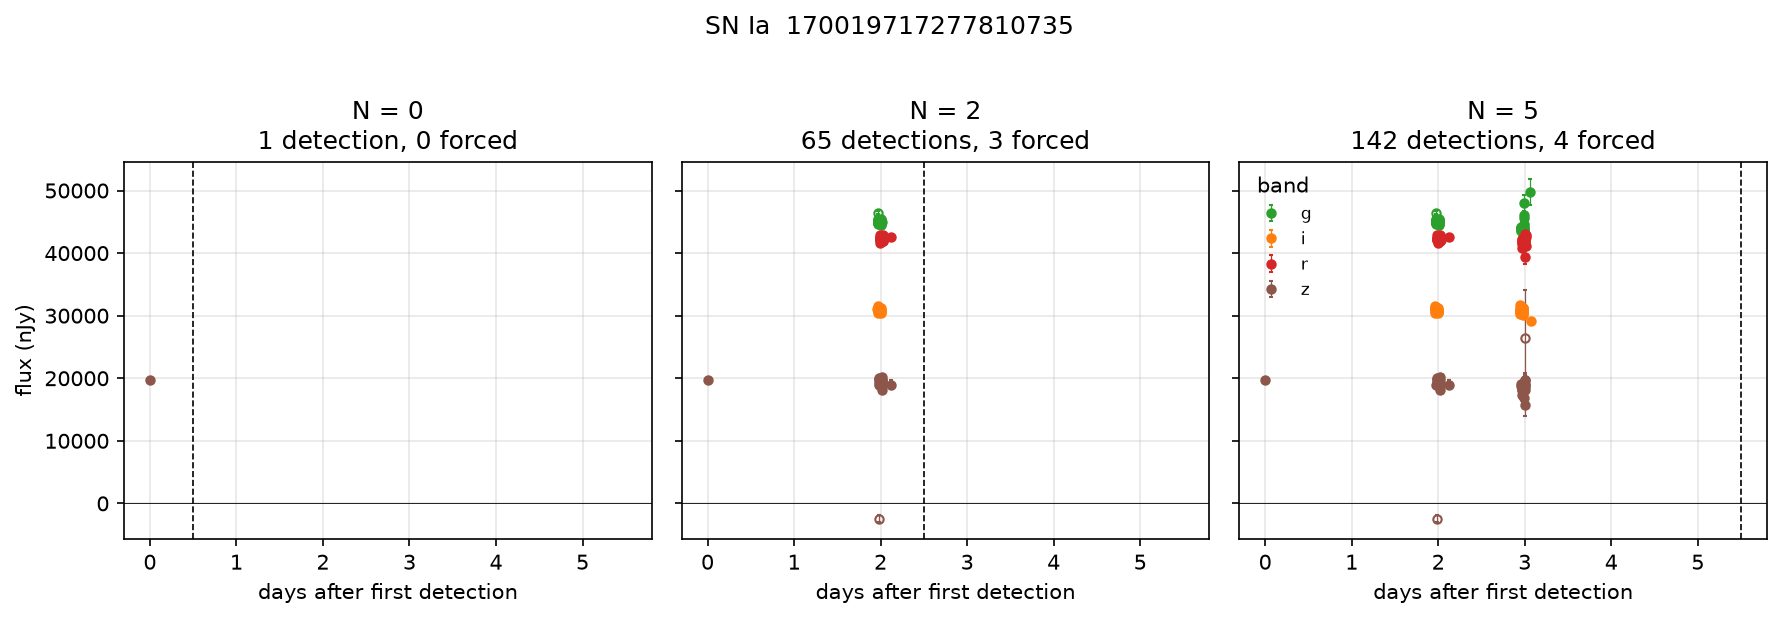 SN Ia  170019717277810735
N = 0
1 detection, 0 forced
N = 2
65 detections, 3 forced
N = 5
142 detections, 4 forced
flux (nJy)
50000
40000
30000
20000
10000
0
0 1 2 3 4 5
days after first detection
0 1 2 3 4 5
days after first detection
band
g
i
r
z
0 1 2 3 4 5
days after first detection